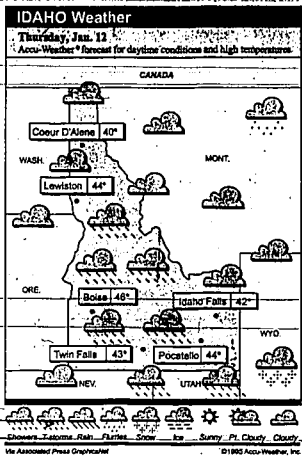 IDAHO Weather
Thursday, Jan. 12
Accu-Weather® forecast for daytime conditions and high temperatures
CANADA
Coeur D'Alene 40°
WASH.
MONT.
Lewiston 44°
ORE.
Boise 46°
Idaho Falls 42°
WYO.
Twin Falls 43°
Pocatello 44°
NEV.
UTAH
Showers T-storms Rain Flurries Snow Ice Sunny Pt. Cloudy Cloudy
Via Associated Press GraphicsNet
©1995 Accu-Weather, Inc.